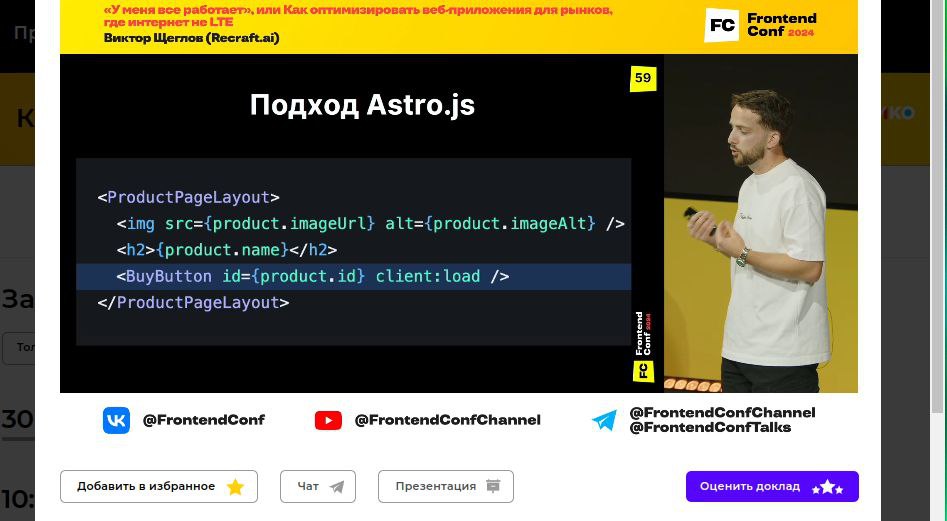 «У меня все работает», или Как оптимизировать веб-приложения для рынков,
где интернет не LTE
Виктор Щеглов (Recraft.ai)
FC
Frontend
Conf 2024
59
Подход Astro.js
<ProductPageLayout>
<img src={product.imageUrl} alt={product.imageAlt} />
<h2>{product.name}</h2>
<BuyButton id={product.id} client:load />
</ProductPageLayout>
Frontend
Conf 2024
FC
@FrontendConf
@FrontendConfChannel
@FrontendConfChannel
@FrontendConfTalks
Добавить в избранное
Чат
Презентация
Оценить доклад
Пр
К
За
Тол
30
10: